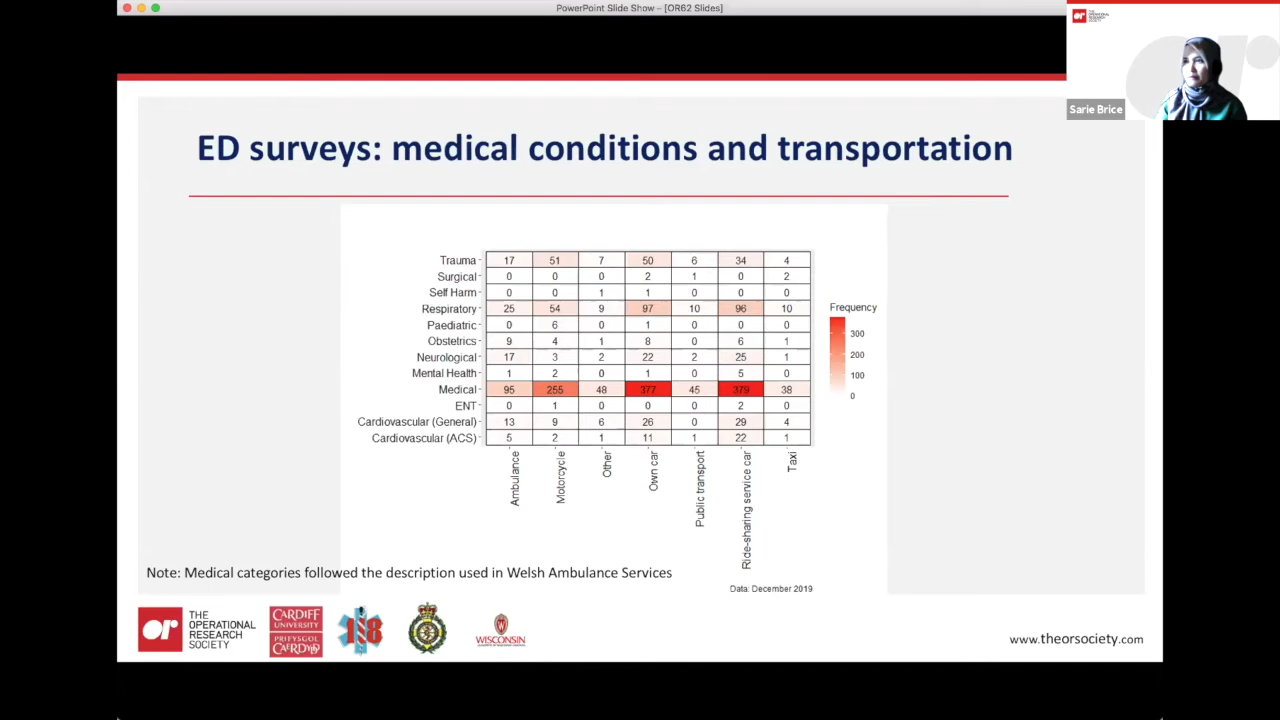 PowerPoint Slide Show – [OR62 Slides]
or THE OPERATIONAL RESEARCH SOCIETY
Sarie Brice
ED surveys: medical conditions and transportation
Trauma 17 51 7 50 6 34 4
Surgical 0 0 0 2 1 0 2
Self Harm 0 0 1 1 0 0 0
Respiratory 25 54 9 97 10 96 10
Paediatric 0 6 0 1 0 0 0
Obstetrics 9 4 1 8 0 6 1
Neurological 17 3 2 22 2 25 1
Mental Health 1 2 0 1 0 5 0
Medical 95 255 48 377 45 379 38
ENT 0 1 0 0 0 2 0
Cardiovascular (General) 13 9 6 26 0 29 4
Cardiovascular (ACS) 5 2 1 11 1 22 1
Ambulance
Motorcycle
Other
Own car
Public transport
Ride-sharing service car
Taxi
Frequency
300
200
100
0
Data: December 2019
Note: Medical categories followed the description used in Welsh Ambulance Services
or
THE
OPERATIONAL
RESEARCH
SOCIETY
CARDIFF
UNIVERSITY
PRIFYSGOL
CAERDYDD
118
WISCONSIN
www.theorsociety.com